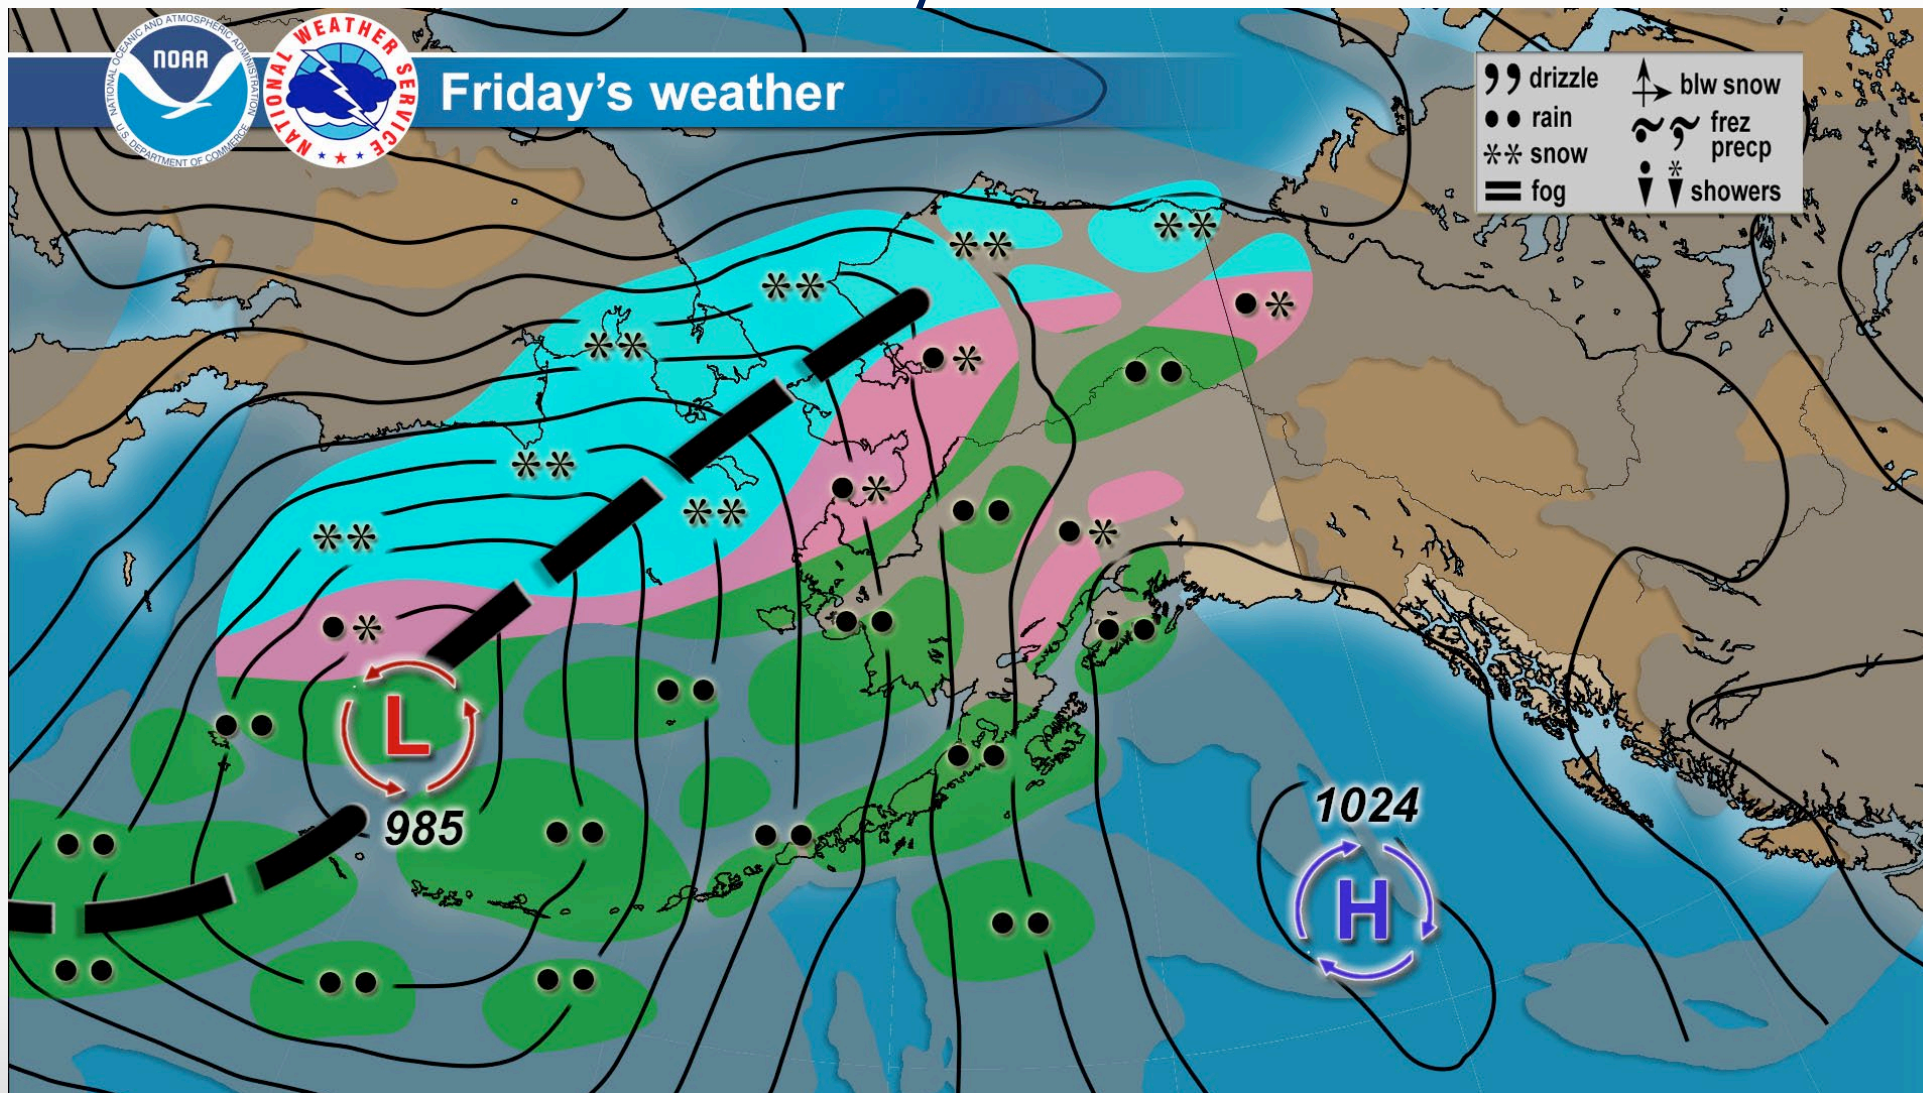 NATIONAL OCEANIC AND ATMOSPHERIC ADMINISTRATION
NOAA
U.S. DEPARTMENT OF COMMERCE
NATIONAL WEATHER SERVICE
Friday's weather
drizzle
blw snow
rain
frez
precp
snow
fog
showers
L
985
1024
H